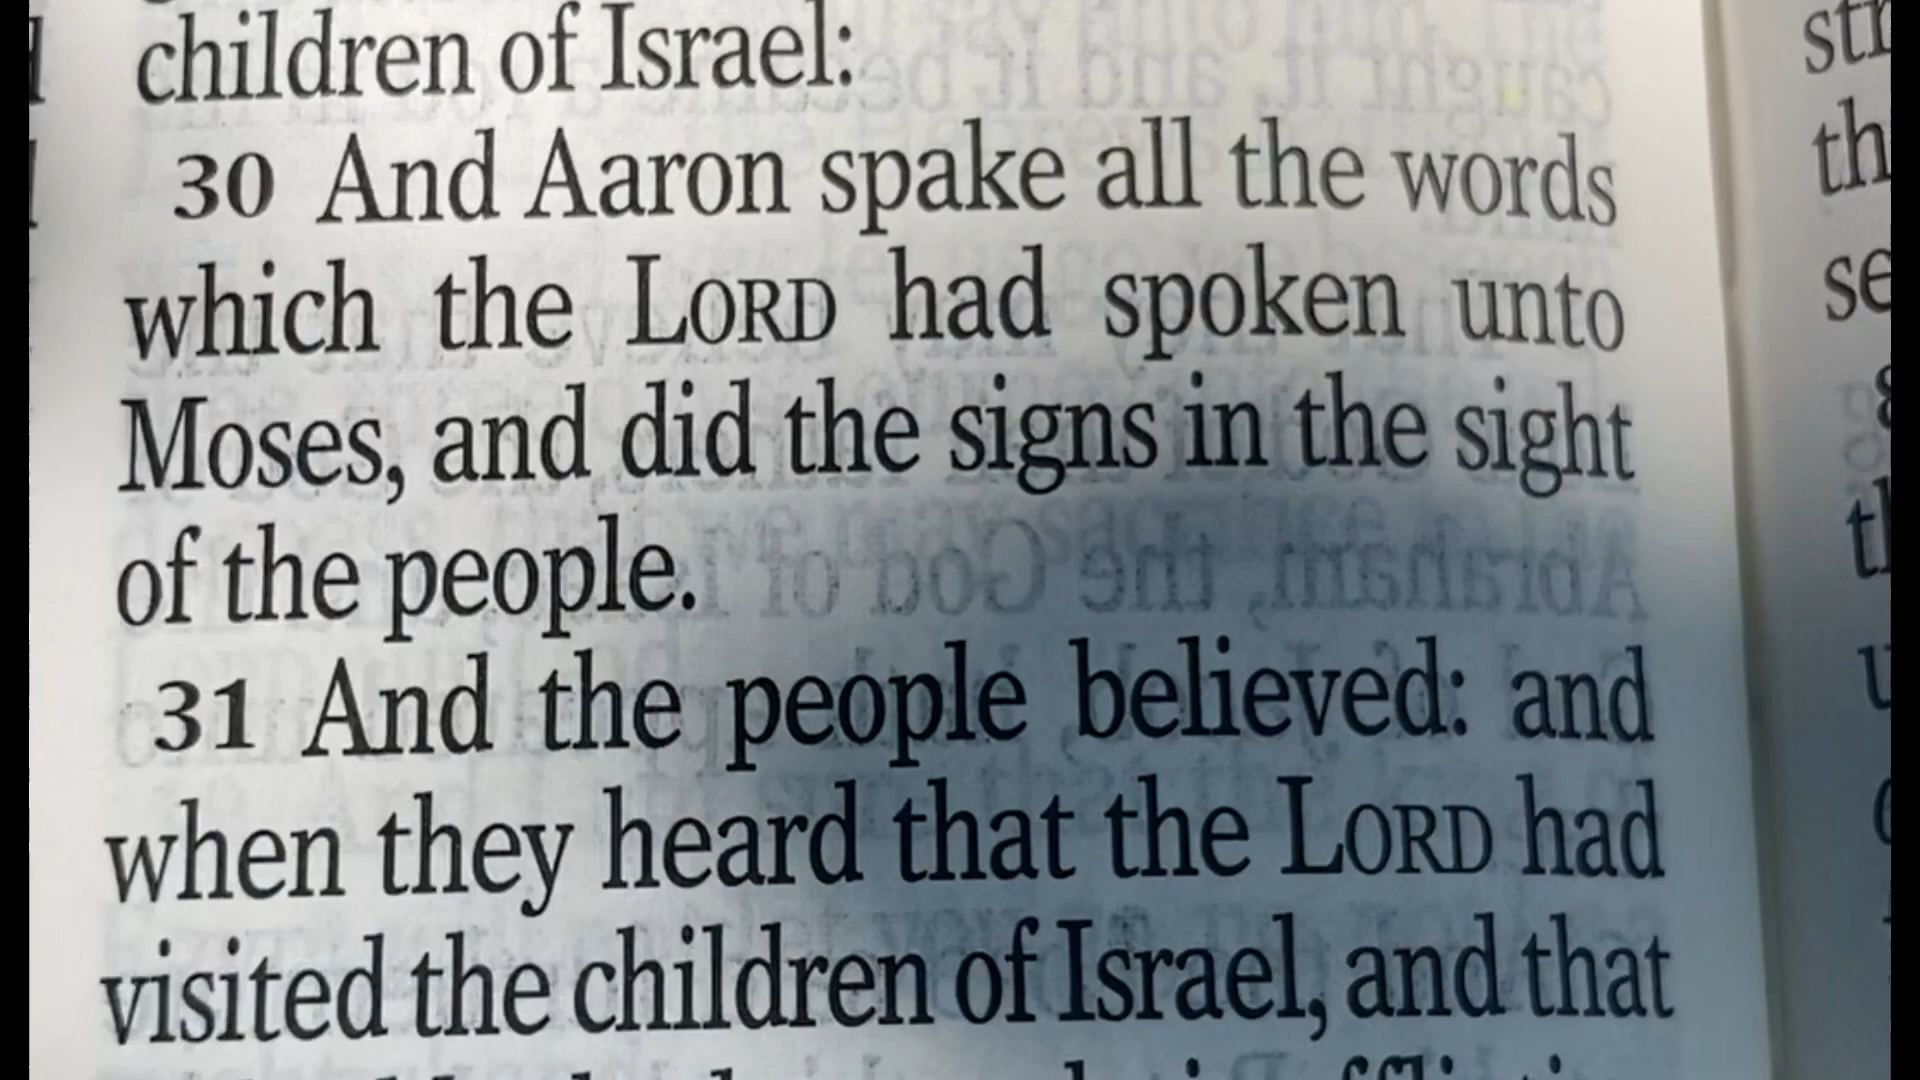 children of Israel:
30 And Aaron spake all the words
which the LORD had spoken unto
Moses, and did the signs in the sight
of the people.
31 And the people believed: and
when they heard that the LORD had
visited the children of Israel, and that